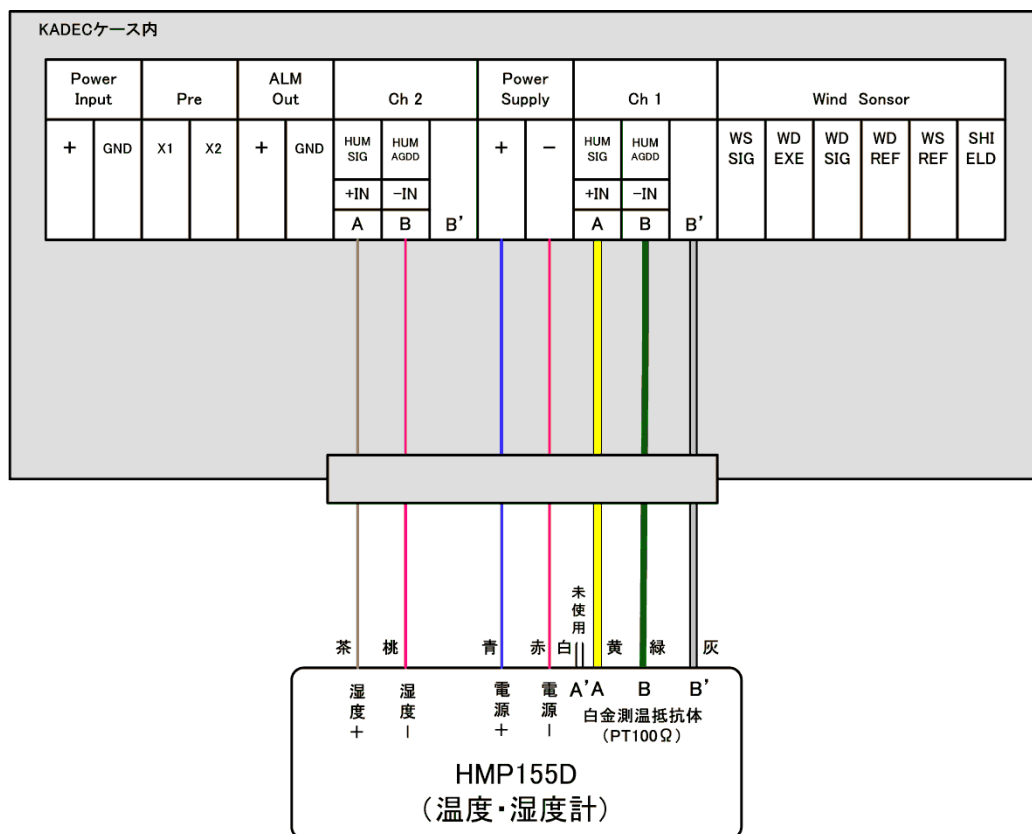 KADECケース内
Power Input
Pre
ALM Out
Ch 2
Power Supply
Ch 1
Wind Sonsor
+
GND
X1
X2
+
GND
HUM SIG
HUM AGDD
+
−
HUM SIG
HUM AGDD
WS SIG
WD EXE
WD SIG
WD REF
WS REF
SHI ELD
+IN
−IN
+IN
−IN
A
B
B'
A
B
B'
未使用
茶
桃
青
赤
白
黄
緑
灰
湿度+
湿度−
電源+
電源−
A'
A
B
B'
白金測温抵抗体
(PT100Ω)
HMP155D
(温度・湿度計)